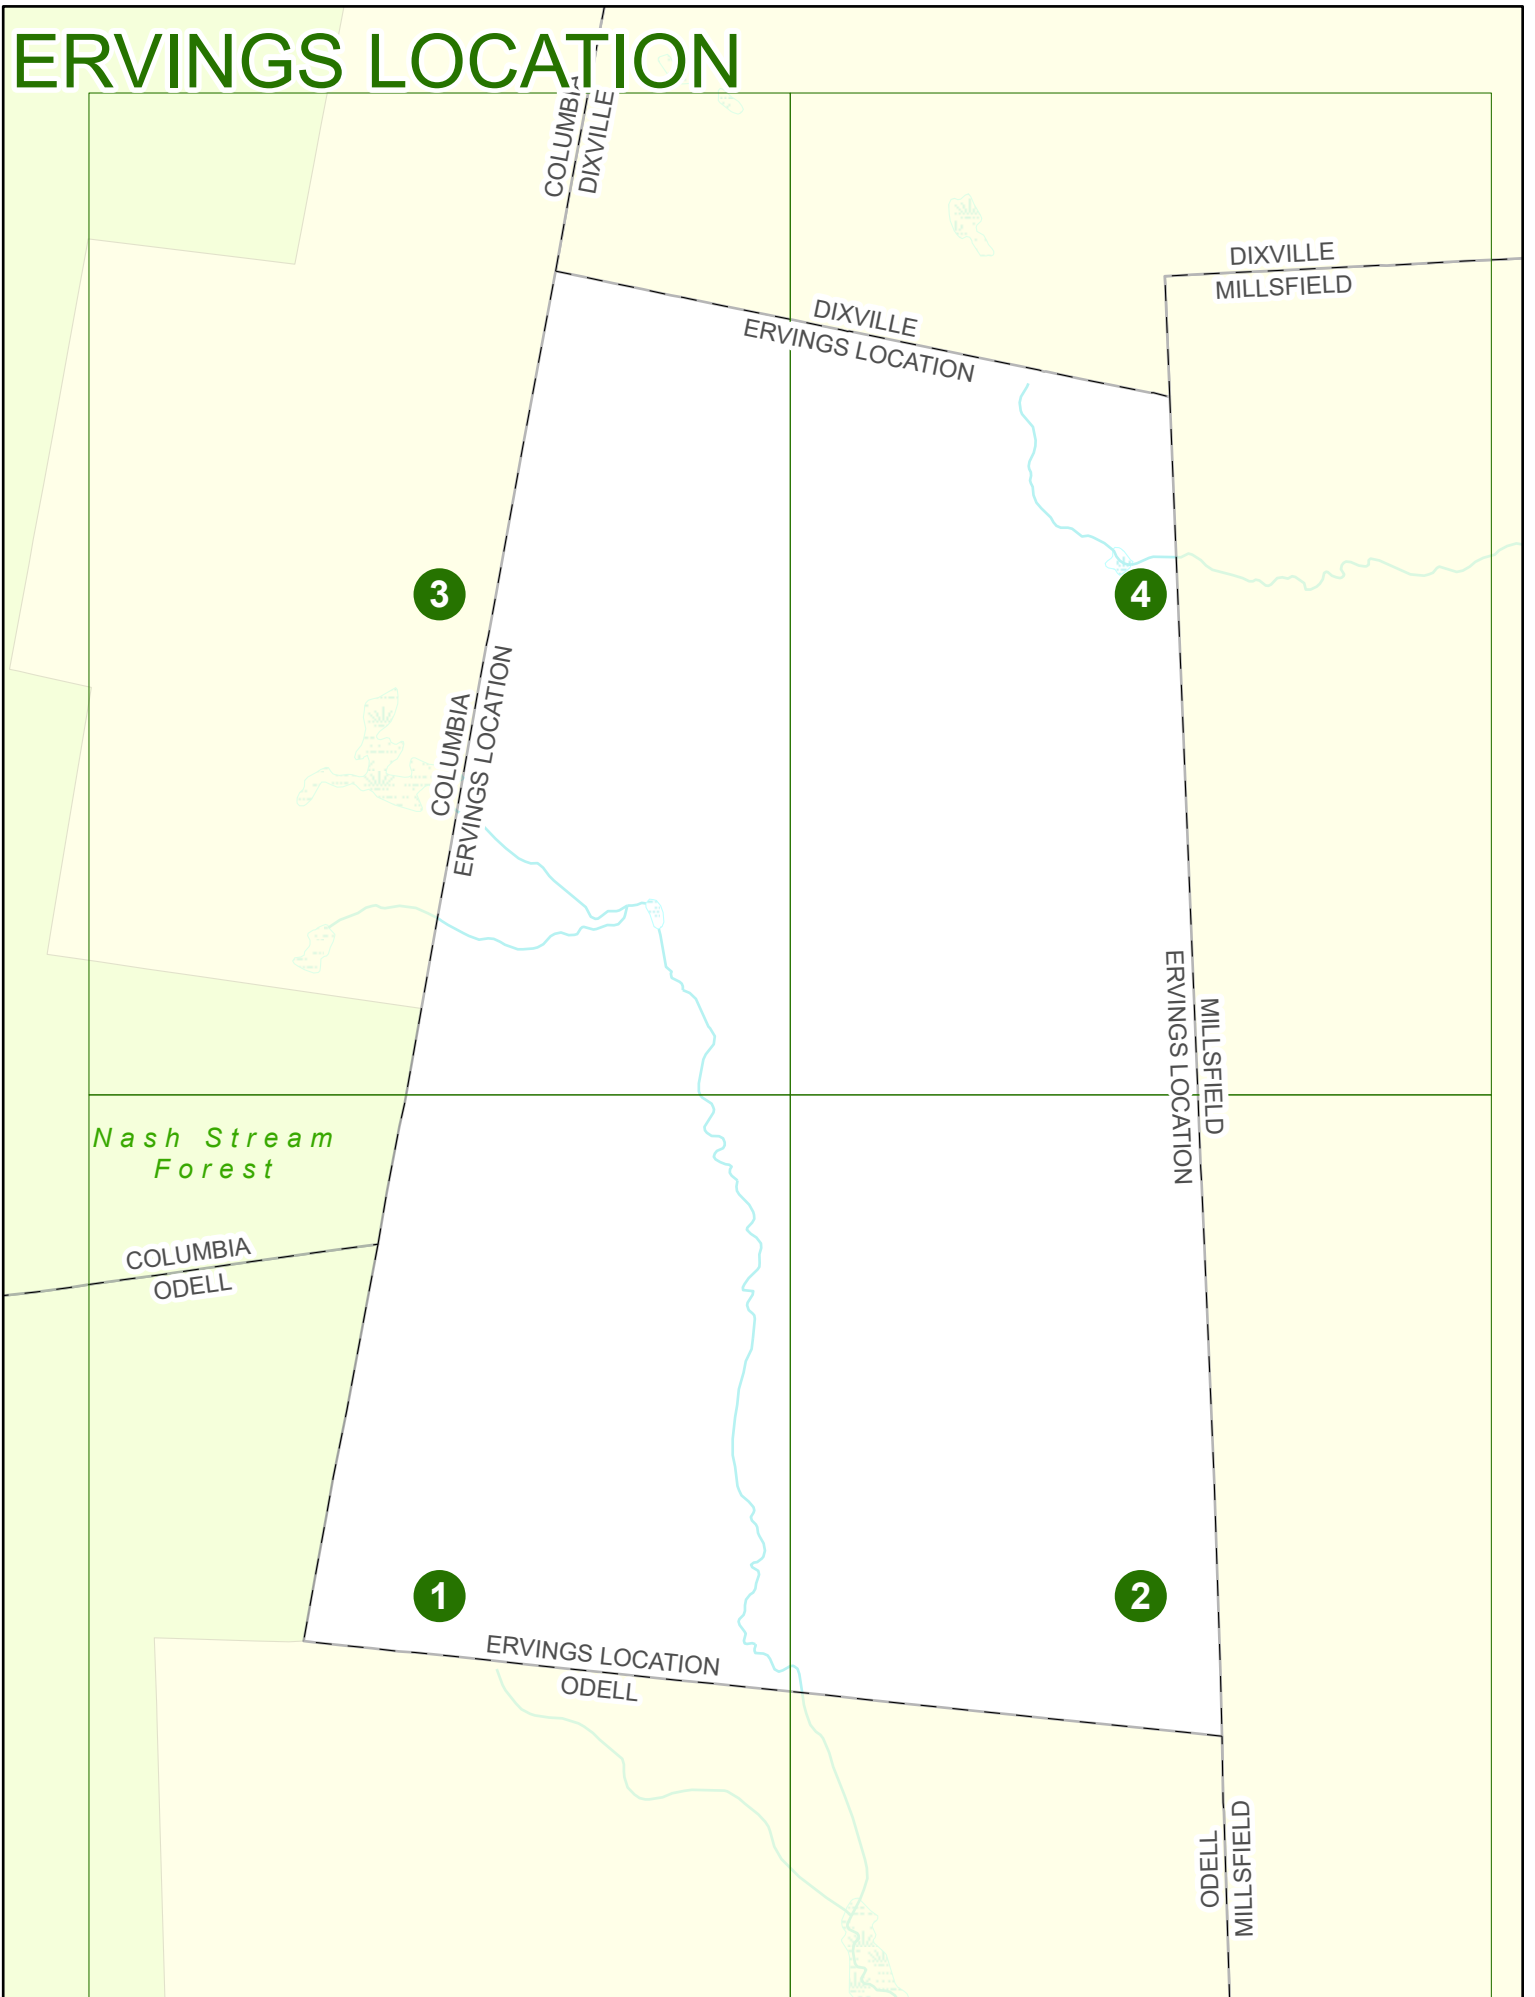 ERVINGS LOCATION
COLUMBIA
DIXVILLE
DIXVILLE
MILLSFIELD
DIXVILLE
ERVINGS LOCATION
3
4
COLUMBIA
ERVINGS LOCATION
ERVINGS LOCATION
MILLSFIELD
Nash Stream
Forest
COLUMBIA
ODELL
1
2
ERVINGS LOCATION
ODELL
ODELL
MILLSFIELD